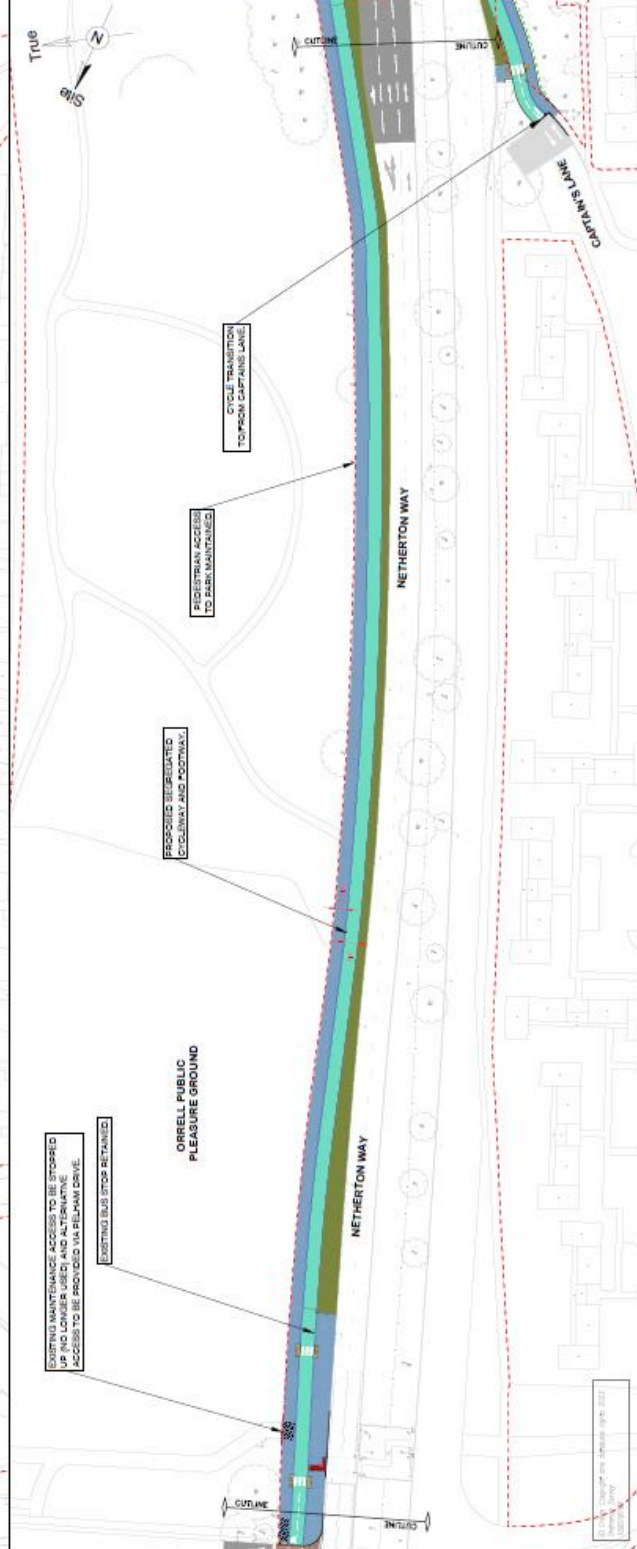 True
N
Site
CUTLINE
CUTLINE
CAPTAIN'S LANE
CYCLE TRANSITION
TO/FROM CAPTAINS LANE.
PEDESTRIAN ACCESS
TO PARK MAINTAINED.
NETHERTON WAY
PROPOSED SEGREGATED
CYCLEWAY AND FOOTWAY.
ORRELL PUBLIC
PLEASURE GROUND
NETHERTON WAY
EXISTING MAINTENANCE ACCESS TO BE STOPPED
UP (NO LONGER USED) AND ALTERNATIVE
ACCESS TO BE PROVIDED VIA PELHAM DRIVE.
EXISTING BUS STOP RETAINED.
CUTLINE
CUTLINE